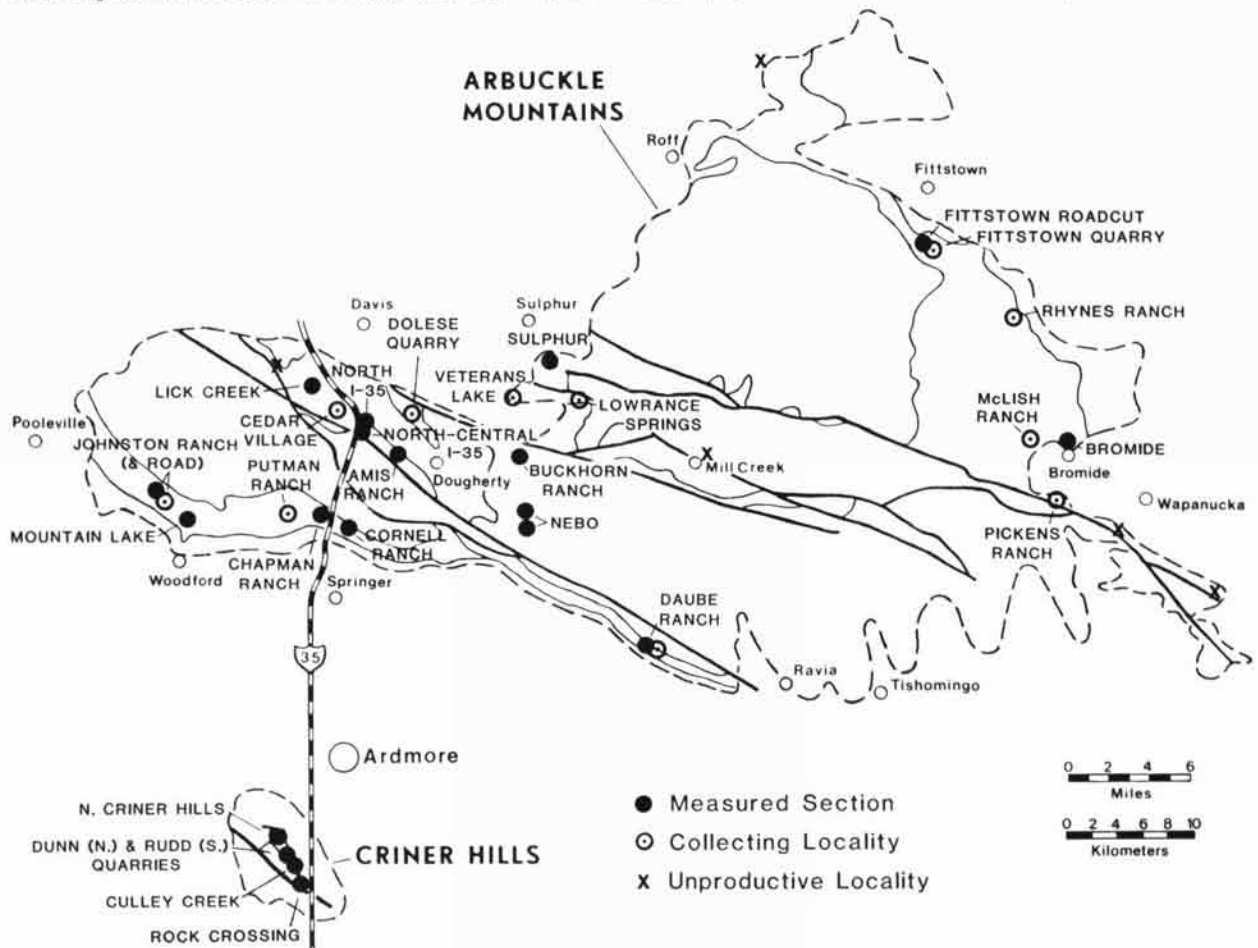 ARBUCKLE
MOUNTAINS
X
Roff
Fittstown
FITTSTOWN ROADCUT
FITTSTOWN QUARRY
RHYNES RANCH
Davis
DOLESE
QUARRY
Sulphur
SULPHUR
NORTH
I-35
LICK CREEK
VETERANS
LAKE
LOWRANCE
SPRINGS
McLISH
RANCH
BROMIDE
Bromide
CEDAR
VILLAGE
NORTH-CENTRAL
I-35
Pooleville
JOHNSTON RANCH
(& ROAD)
PUTMAN
RANCH
AMIS
RANCH
Dougherty
BUCKHORN
RANCH
X
Mill Creek
Wapanucka
PICKENS
RANCH
X
X
X
NEBO
MOUNTAIN LAKE
CORNELL
RANCH
CHAPMAN
RANCH
Woodford
Springer
DAUBE
RANCH
35
Ravia
Tishomingo
Ardmore
N. CRINER HILLS
DUNN (N.) & RUDD (S.)
QUARRIES
CRINER HILLS
CULLEY CREEK
ROCK CROSSING
Measured Section
Collecting Locality
X Unproductive Locality
0 2 4 6
Miles
0 2 4 6 8 10
Kilometers